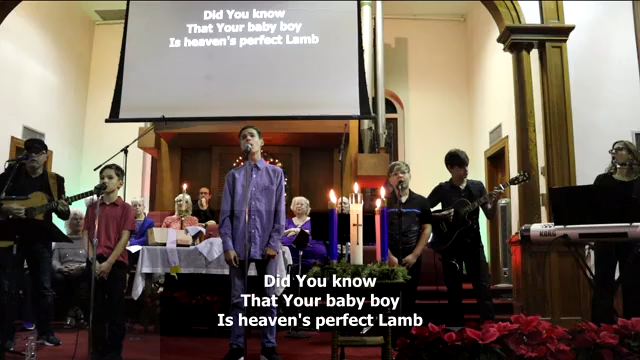 Did You know
That Your baby boy
Is heaven's perfect Lamb
KORG
Did You know
That Your baby boy
Is heaven's perfect Lamb